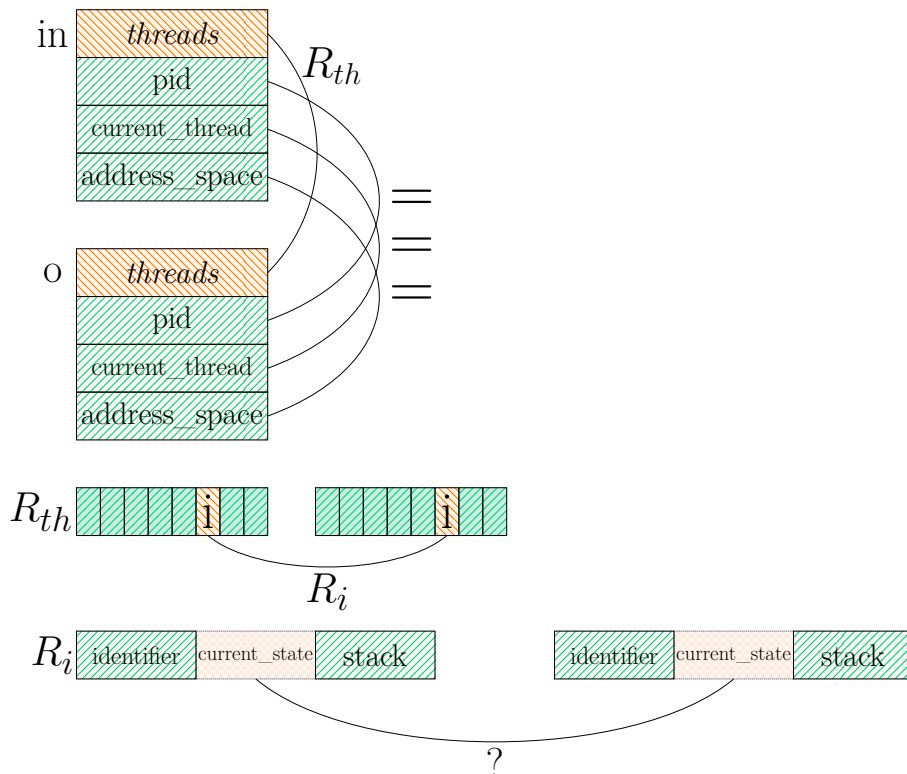 in threads
R_th
pid
current_thread
address_space
=
=
=
o threads
pid
current_thread
address_space
R_th i i
R_i
R_i identifier current_state stack identifier current_state stack
?